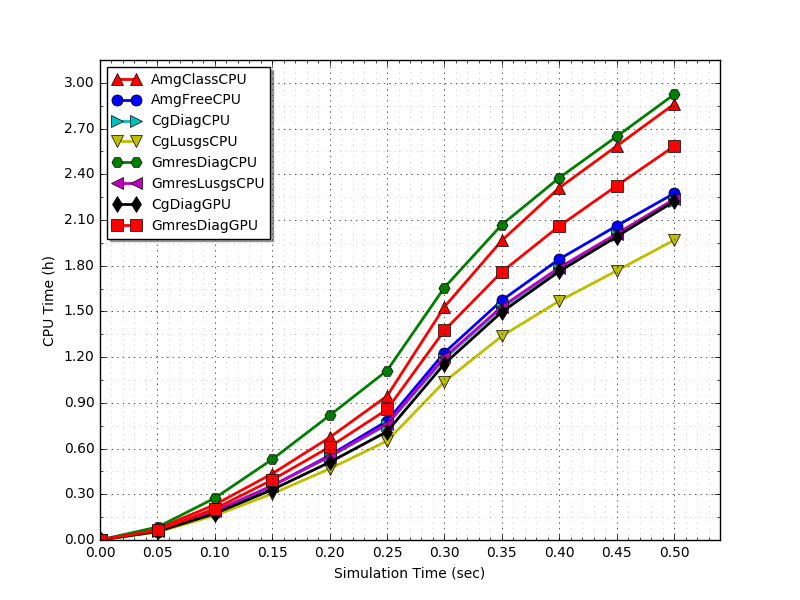 3.00
2.70
2.40
2.10
1.80
1.50
1.20
0.90
0.60
0.30
0.00
CPU Time (h)
AmgClassCPU
AmgFreeCPU
CgDiagCPU
CgLusgsCPU
GmresDiagCPU
GmresLusgsCPU
CgDiagGPU
GmresDiagGPU
0.00 0.05 0.10 0.15 0.20 0.25 0.30 0.35 0.40 0.45 0.50
Simulation Time (sec)